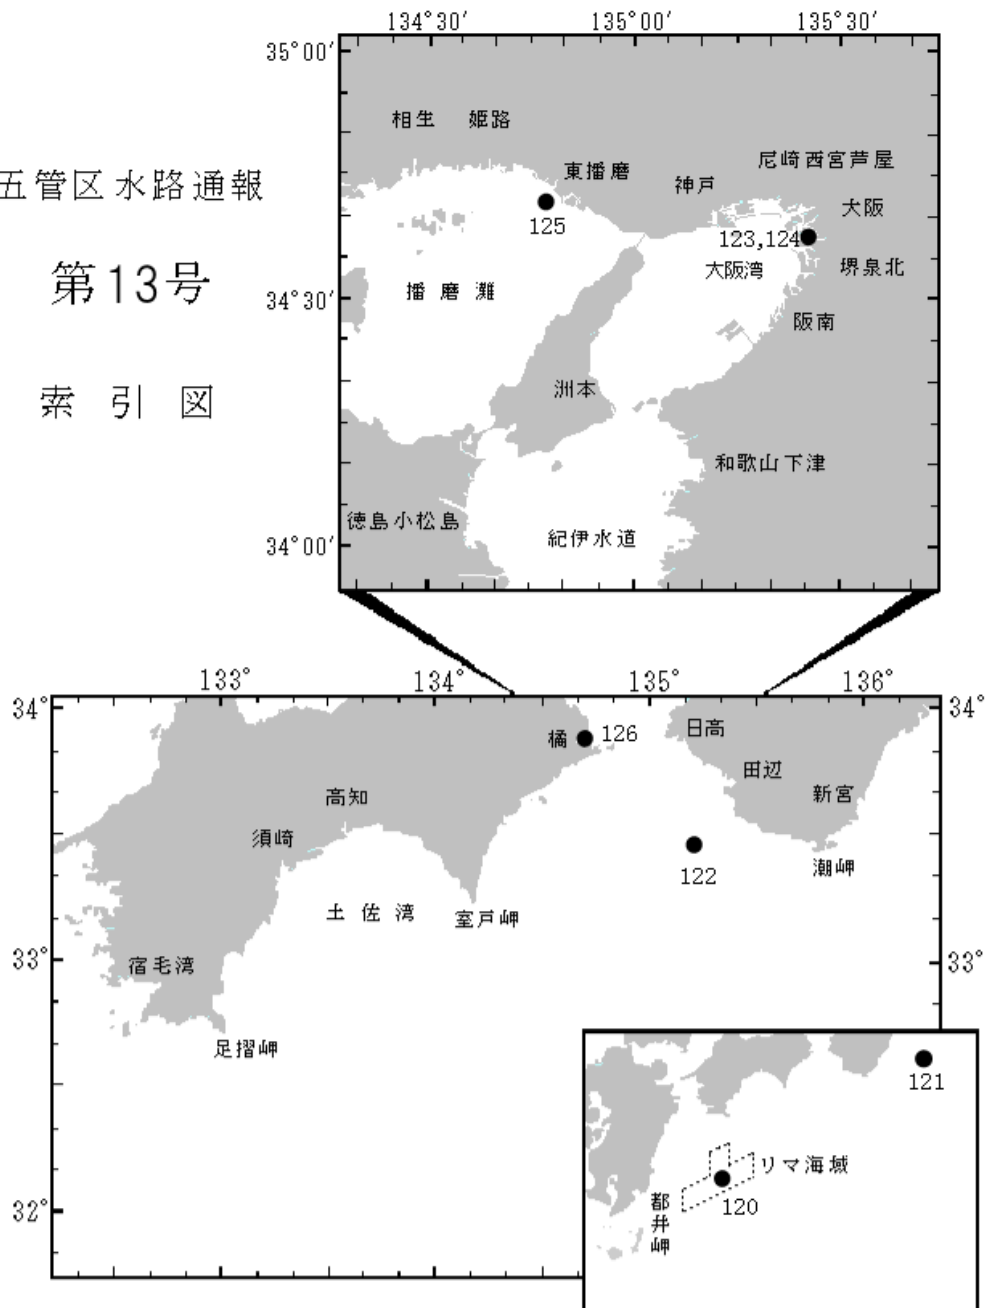 五管区水路通報
第13号
索引図
134°30′ 135°00′ 135°30′
35°00′
34°30′
34°00′
相生 姫路
東播磨
神戸
尼崎西宮芦屋
大阪
125
123,124
大阪湾
堺泉北
播磨灘
阪南
洲本
和歌山下津
徳島小松島
紀伊水道
133° 134° 135° 136°
34° 34°
橘 126
日高
田辺
新宮
高知
須崎
122
潮岬
土佐湾
室戸岬
33° 33°
宿毛湾
足摺岬
32°
121
リマ海域
120
都井岬